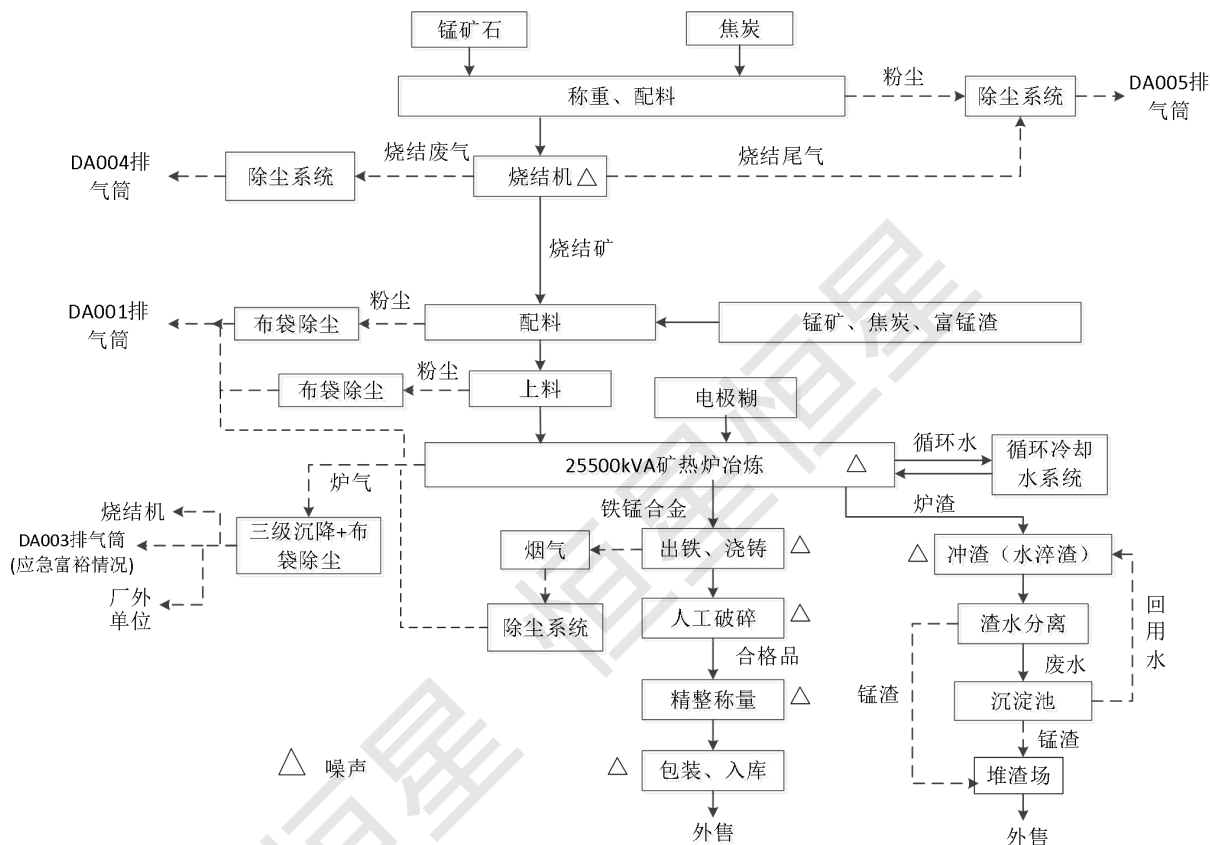 锰矿石
焦炭
称重、配料
粉尘
除尘系统
DA005排
气筒
DA004排
气筒
除尘系统
烧结废气
烧结机△
烧结尾气
烧结矿
DA001排
气筒
布袋除尘
粉尘
配料
锰矿、焦炭、富锰渣
布袋除尘
粉尘
上料
电极糊
25500kVA矿热炉冶炼
△
循环水
循环冷却
水系统
炉气
铁锰合金
炉渣
烧结机
DA003排气筒
(应急富裕情况)
厂外
单位
三级沉降+布
袋除尘
烟气
出铁、浇铸
△
△
冲渣（水淬渣）
除尘系统
人工破碎
△
渣水分离
回
用
水
合格品
废水
锰渣
精整称量
△
沉淀池
锰渣
△
噪声
△
包装、入库
堆渣场
外售
外售
恒星
恒星
恒星